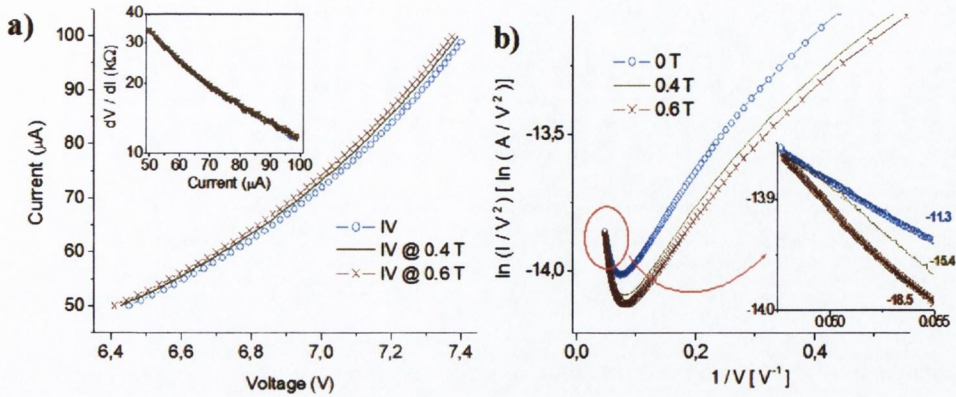 a)
40
30
20
10
dV / dI (kΩ)
50 60 70 80 90 100
Current (μA)
100
90
80
70
60
50
Current (μA)
IV
IV @ 0.4 T
IV @ 0.6 T
6,4 6,6 6,8 7,0 7,2 7,4
Voltage (V)
b)
0 T
0.4 T
0.6 T
-13,5
-14,0
ln (I / V²) [ ln ( A / V²)]
-13,9
-14,0
-11.3
-15.4
-18.5
0,050 0,055
0,0 0,2 0,4 0,6
1 / V [ V⁻¹]